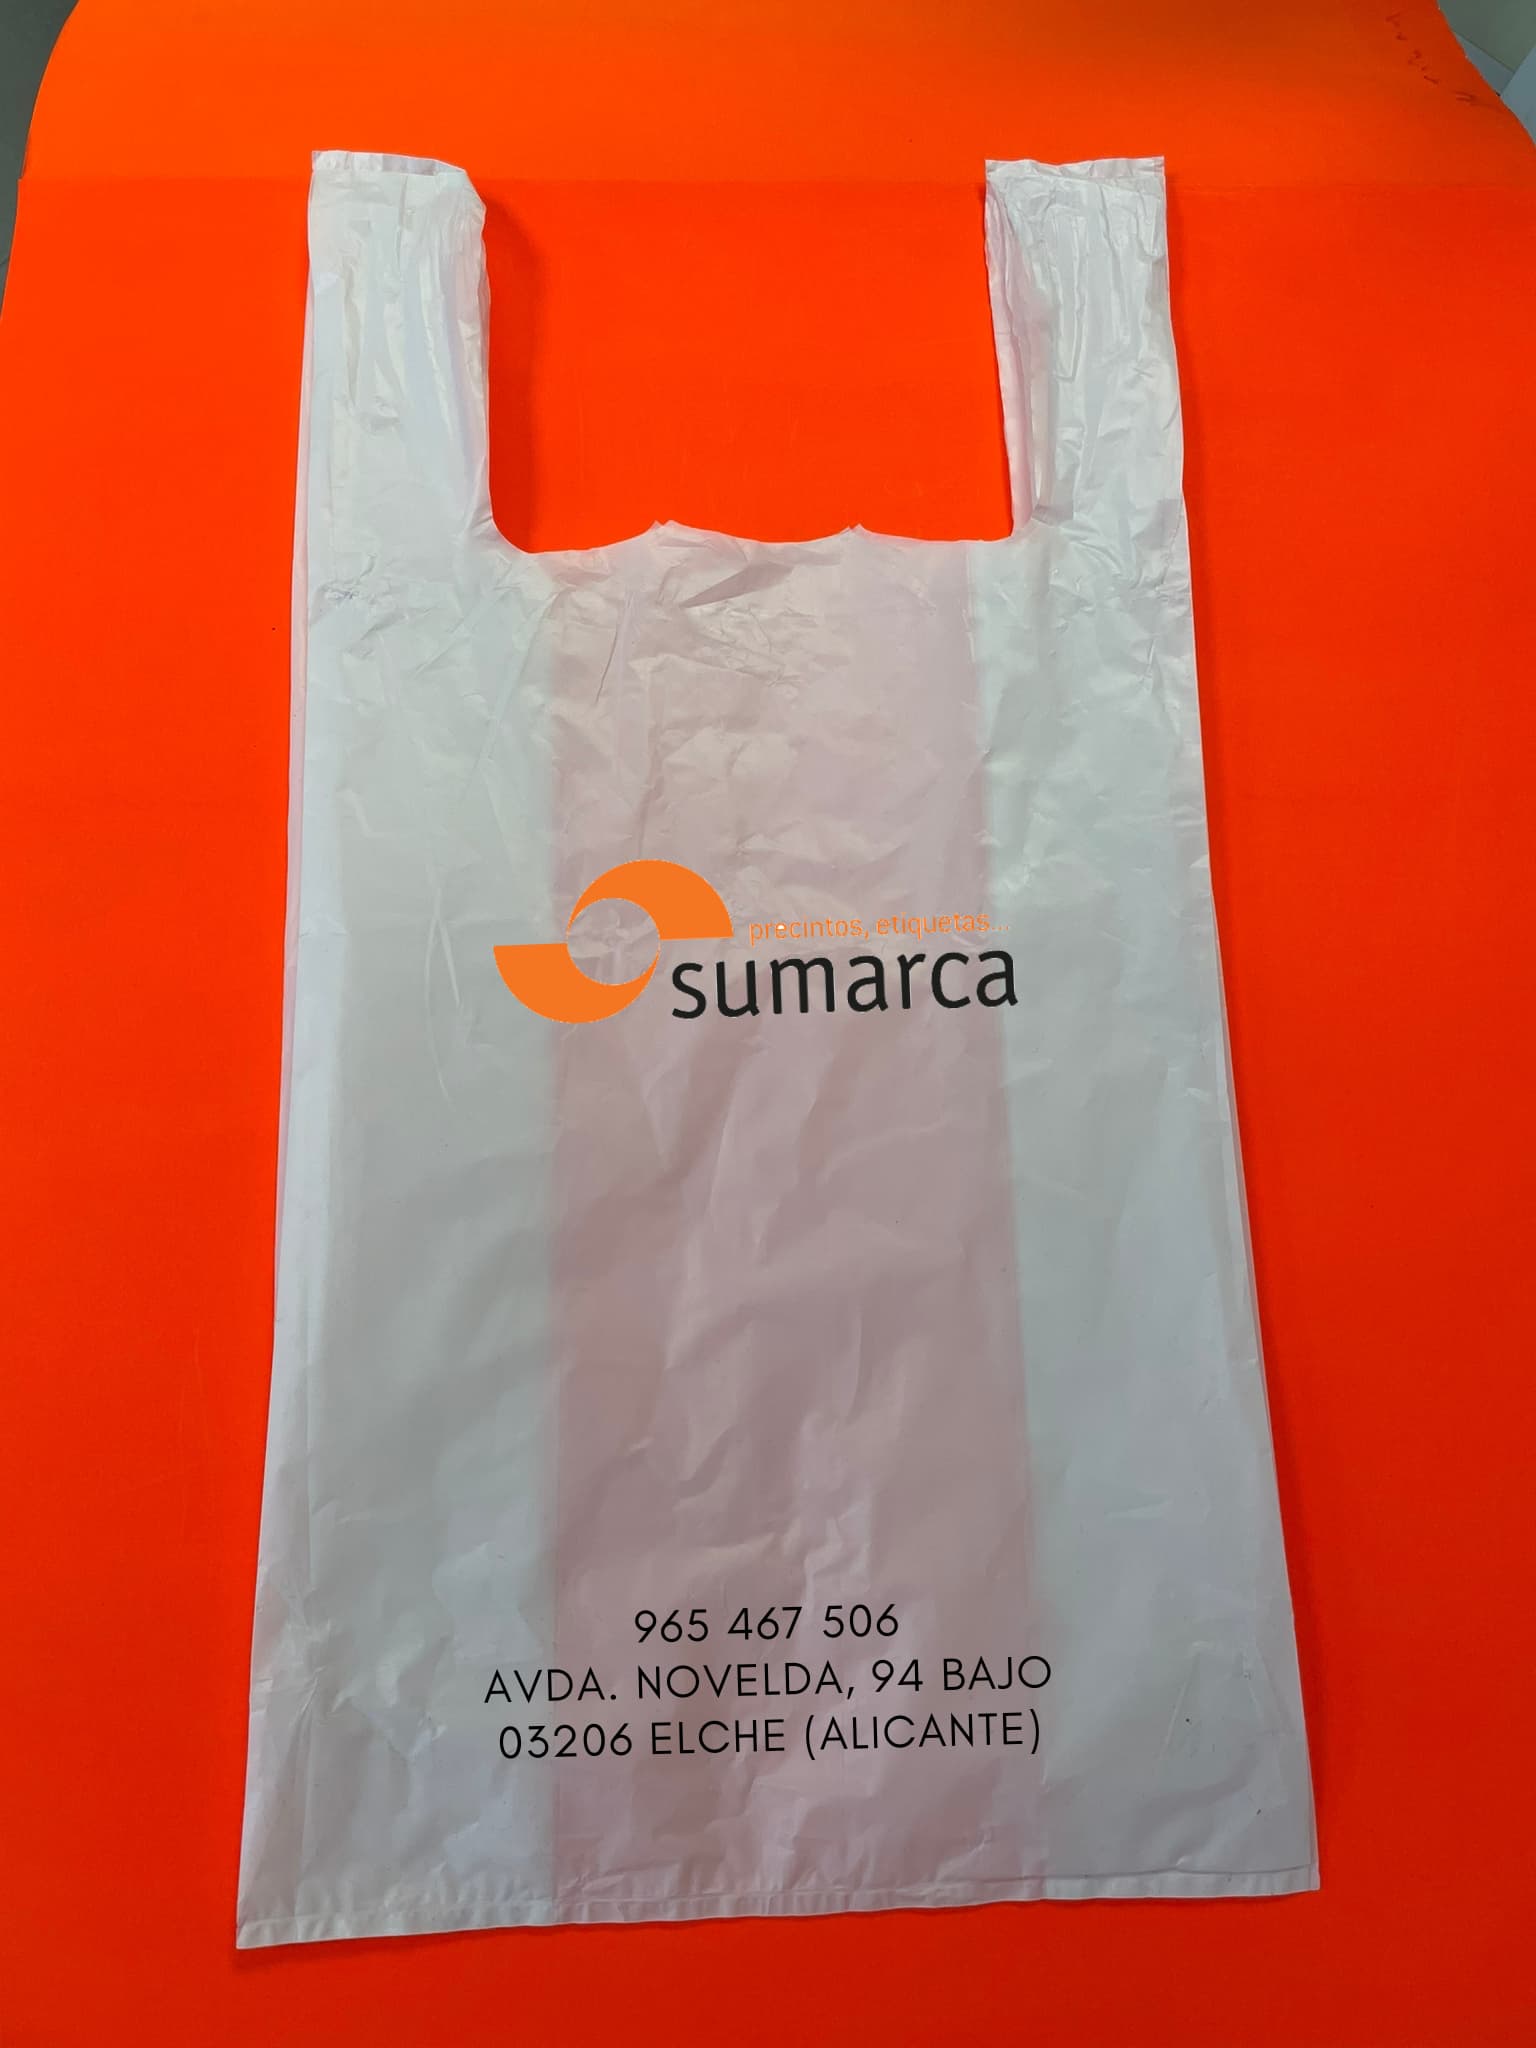 precintos, etiquetas...
sumarca
965 467 506
AVDA. NOVELDA, 94 BAJO
03206 ELCHE (ALICANTE)